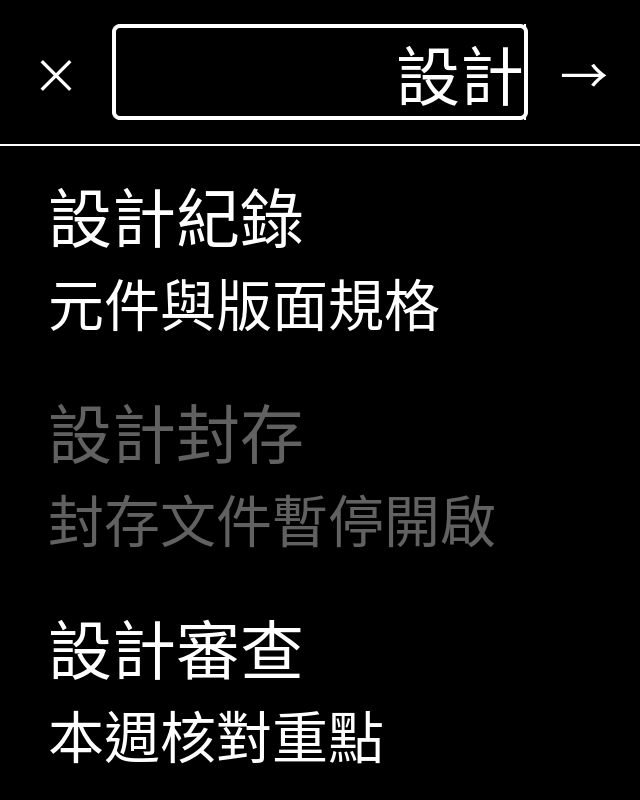 × 設計 →
設計紀錄
元件與版面規格
設計封存
封存文件暫停開啟
設計審查
本週核對重點